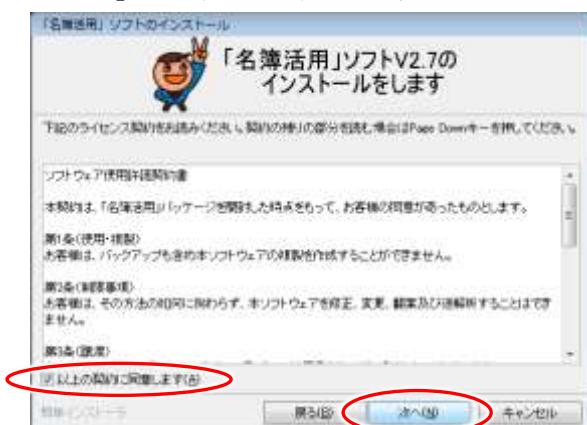 「名簿活用」ソフトのインストール
「名簿活用」ソフトV2.7の
インストールをします
下記のライセンス契約をお読みください。契約の残りの部分を読む場合はPage Downキーを押してください。
ソフトウェア使用許諾契約書
本契約は、「名簿活用」パッケージを開封した時点をもって、お客様の同意があったものとします。
第1条(使用・複製)
お客様は、バックアップも含め本ソフトウェアの複製を作成することができません。
第2条(制限事項)
お客様は、その方法の如何に関わらず、本ソフトウェアを修正、変更、翻案及び逆解析することはでき
ません。
第3条(譲渡)
以上の契約に同意します(A)
簡単インストーラ
戻る(B)
次へ(N)
キャンセル